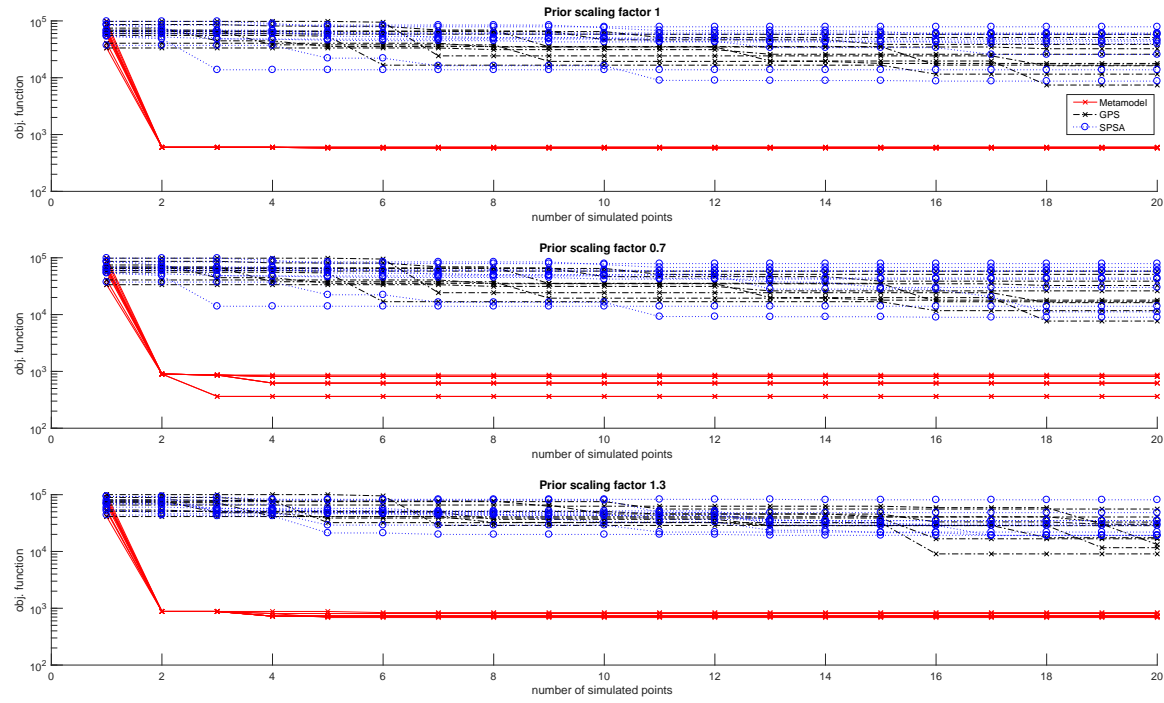 Prior scaling factor 1
10^5
10^4
10^3
10^2
obj. function
Metamodel
GPS
SPSA
0 2 4 6 8 10 12 14 16 18 20
number of simulated points
Prior scaling factor 0.7
10^5
10^4
10^3
10^2
obj. function
0 2 4 6 8 10 12 14 16 18 20
number of simulated points
Prior scaling factor 1.3
10^5
10^4
10^3
10^2
obj. function
0 2 4 6 8 10 12 14 16 18 20
number of simulated points